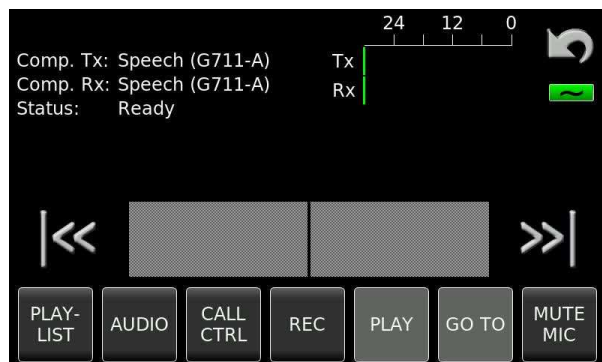 24 12 0
Comp. Tx: Speech (G711-A) Tx
Comp. Rx: Speech (G711-A) Rx
Status: Ready
|<< >>|
PLAY-
LIST
AUDIO
CALL
CTRL
REC
PLAY
GO TO
MUTE
MIC